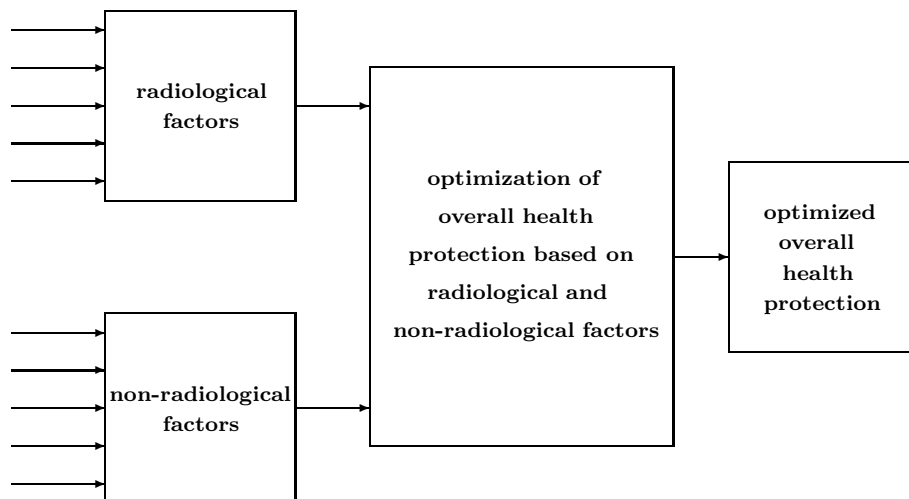 radiological
factors
optimization of
overall health
protection based on
radiological and
non-radiological factors
optimized
overall
health
protection
non-radiological
factors